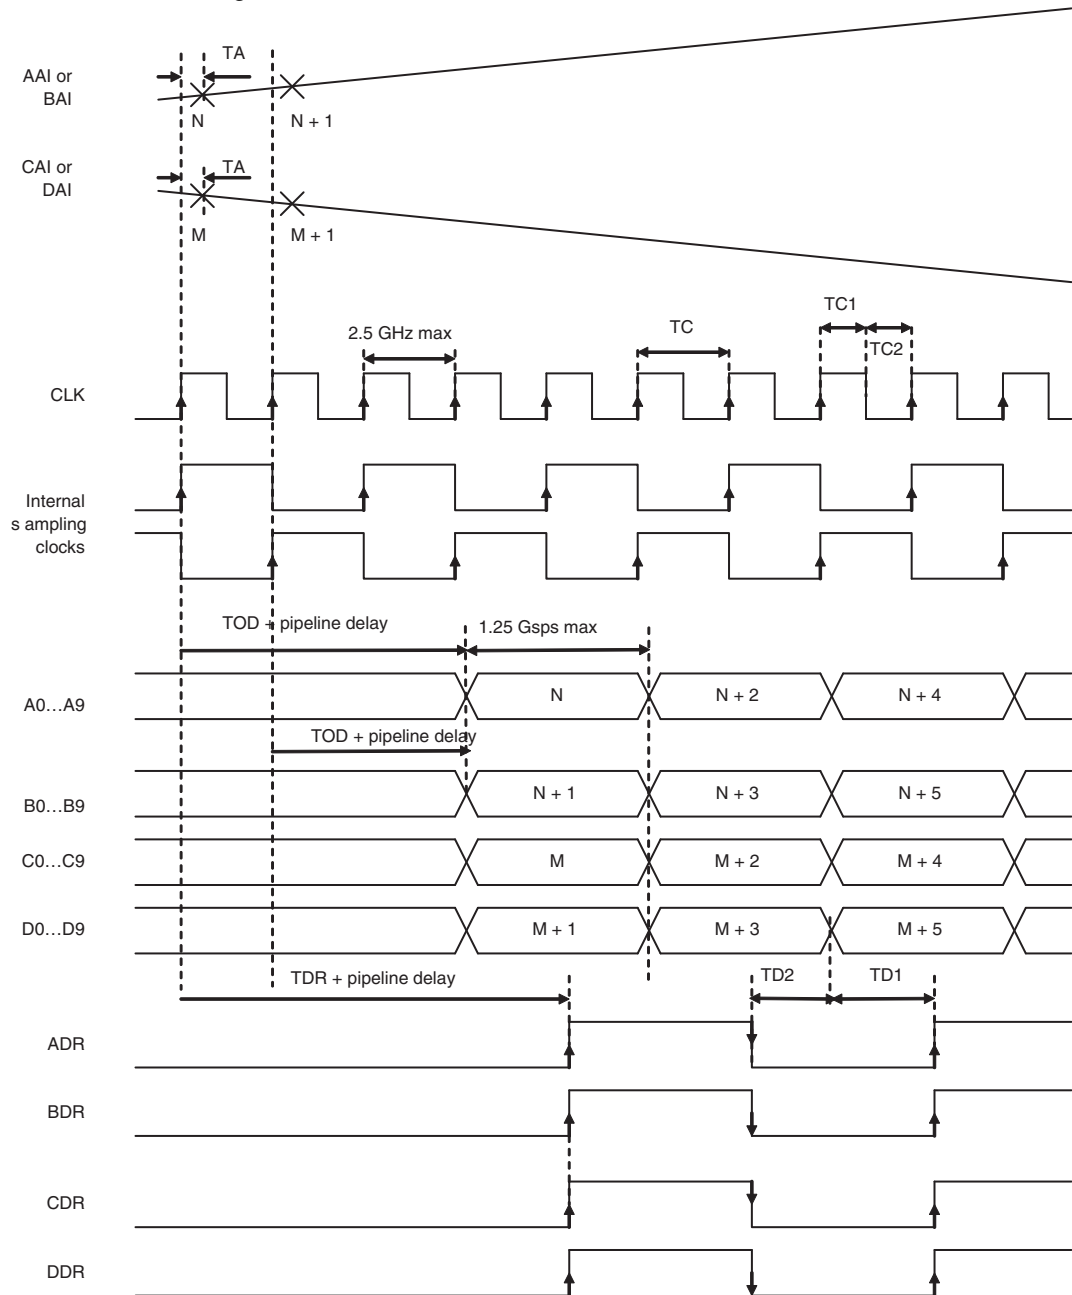 TA
AAI or
BAI
N
N + 1
CAI or
DAI
TA
M
M + 1
TC1
2.5 GHz max
TC
TC2
CLK
Internal
s ampling
clocks
TOD + pipeline delay
1.25 Gsps max
A0...A9
N
N + 2
N + 4
TOD + pipeline delay
B0...B9
N + 1
N + 3
N + 5
C0...C9
M
M + 2
M + 4
D0...D9
M + 1
M + 3
M + 5
TDR + pipeline delay
TD2
TD1
ADR
BDR
CDR
DDR